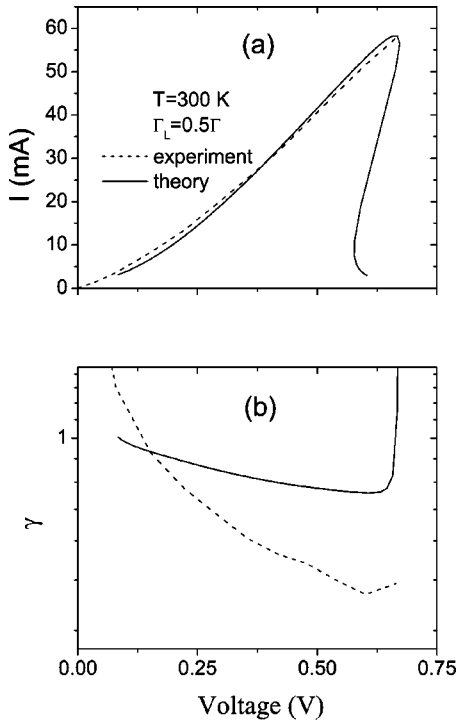 60
(a)
50
T=300 K
40
Γ_L=0.5Γ
experiment
30
theory
I (mA)
20
10
0
(b)
1
γ
0.00
0.25
0.50
0.75
Voltage (V)